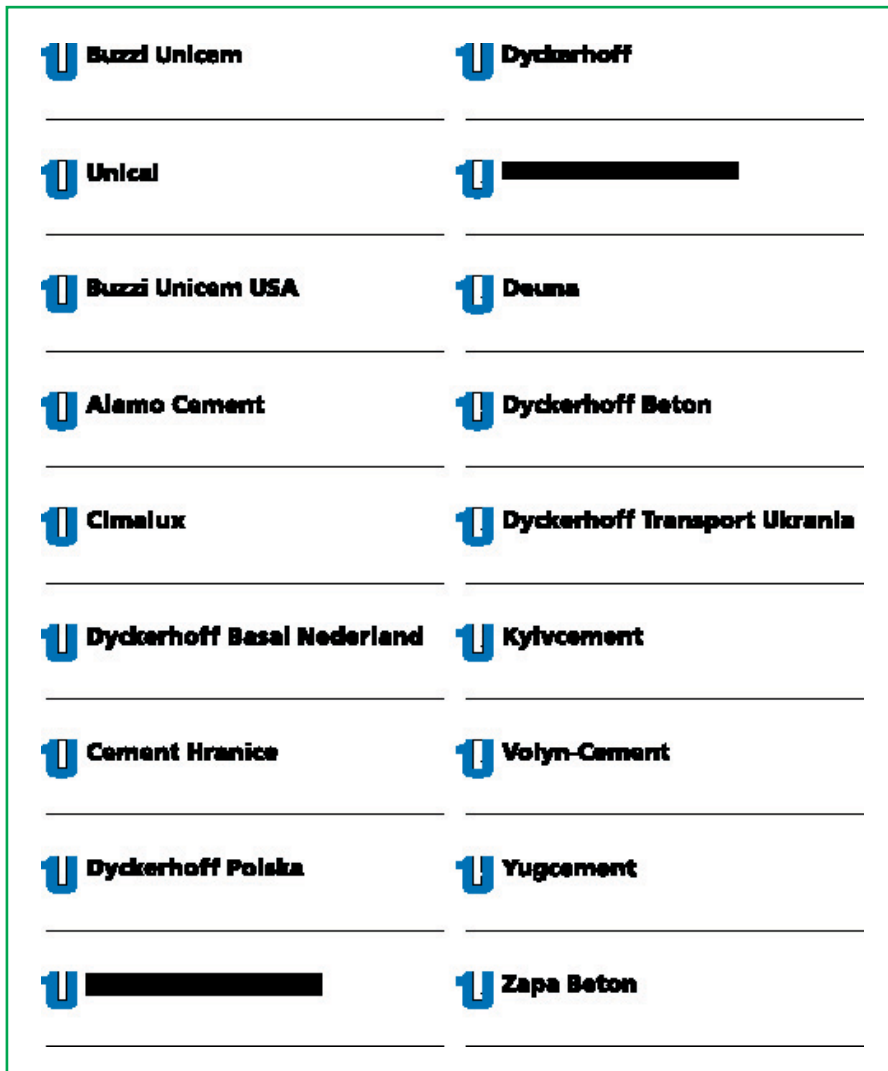 Buzzi Unicem
Unical
Buzzi Unicem USA
Alamo Cement
Cimalux
Dyckerhoff Basal Nederland
Cement Hranice
Dyckerhoff Polska
Dyckerhoff
Deuna
Dyckerhoff Beton
Dyckerhoff Transport Ukrania
Kyivcement
Volyn-Cement
Yugcement
Zapa Beton